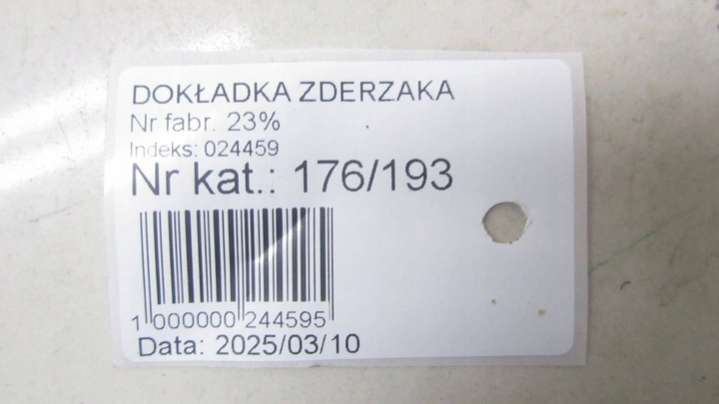 DOKŁADKA ZDERZAKA
Nr fabr. 23%
Indeks: 024459
Nr kat.: 176/193
1 000000 244595
Data: 2025/03/10